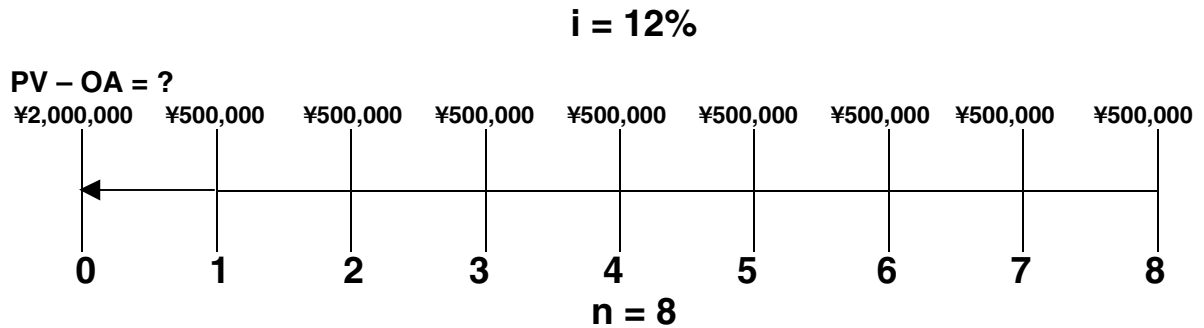 i = 12%
PV – OA = ?
¥2,000,000 ¥500,000 ¥500,000 ¥500,000 ¥500,000 ¥500,000 ¥500,000 ¥500,000 ¥500,000
0 1 2 3 4 5 6 7 8
n = 8